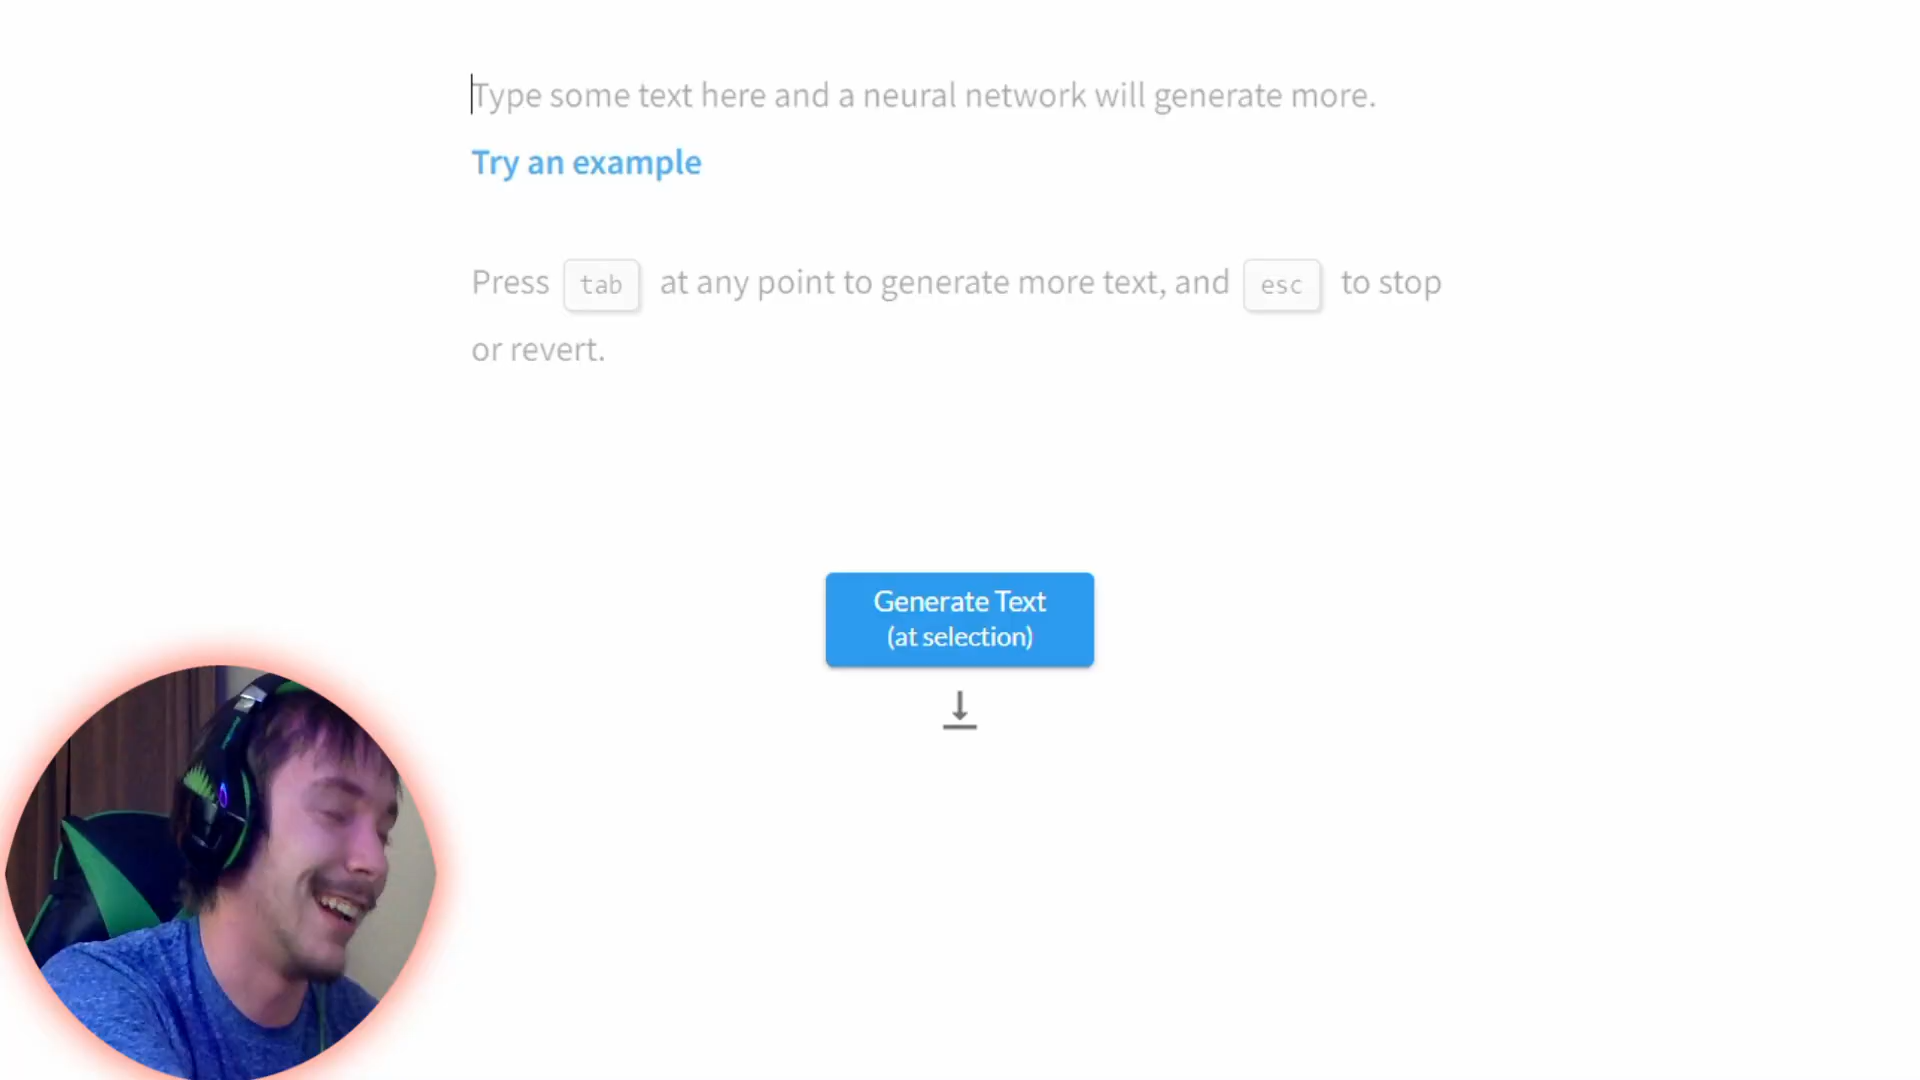 Type some text here and a neural network will generate more.
Try an example
Press tab at any point to generate more text, and esc to stop
or revert.
Generate Text
(at selection)